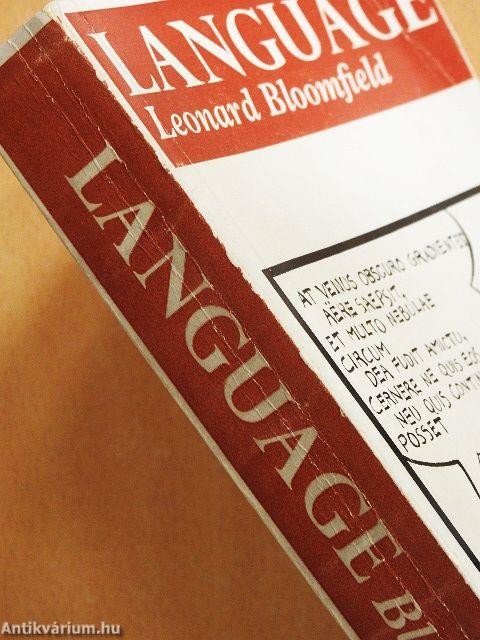 LANGUAGE
Leonard Bloomfield
LANGUAGE
AT VENUS OBSCURO GRADIENTES
AËRE SAEPSIT,
ET MULTO NEBULAE
CIRCUM
DEA FUDIT AMICTU,
CERNERE NE QUIS EOS
NEU QUIS CONTIN
POSSET
Antikvárium.hu